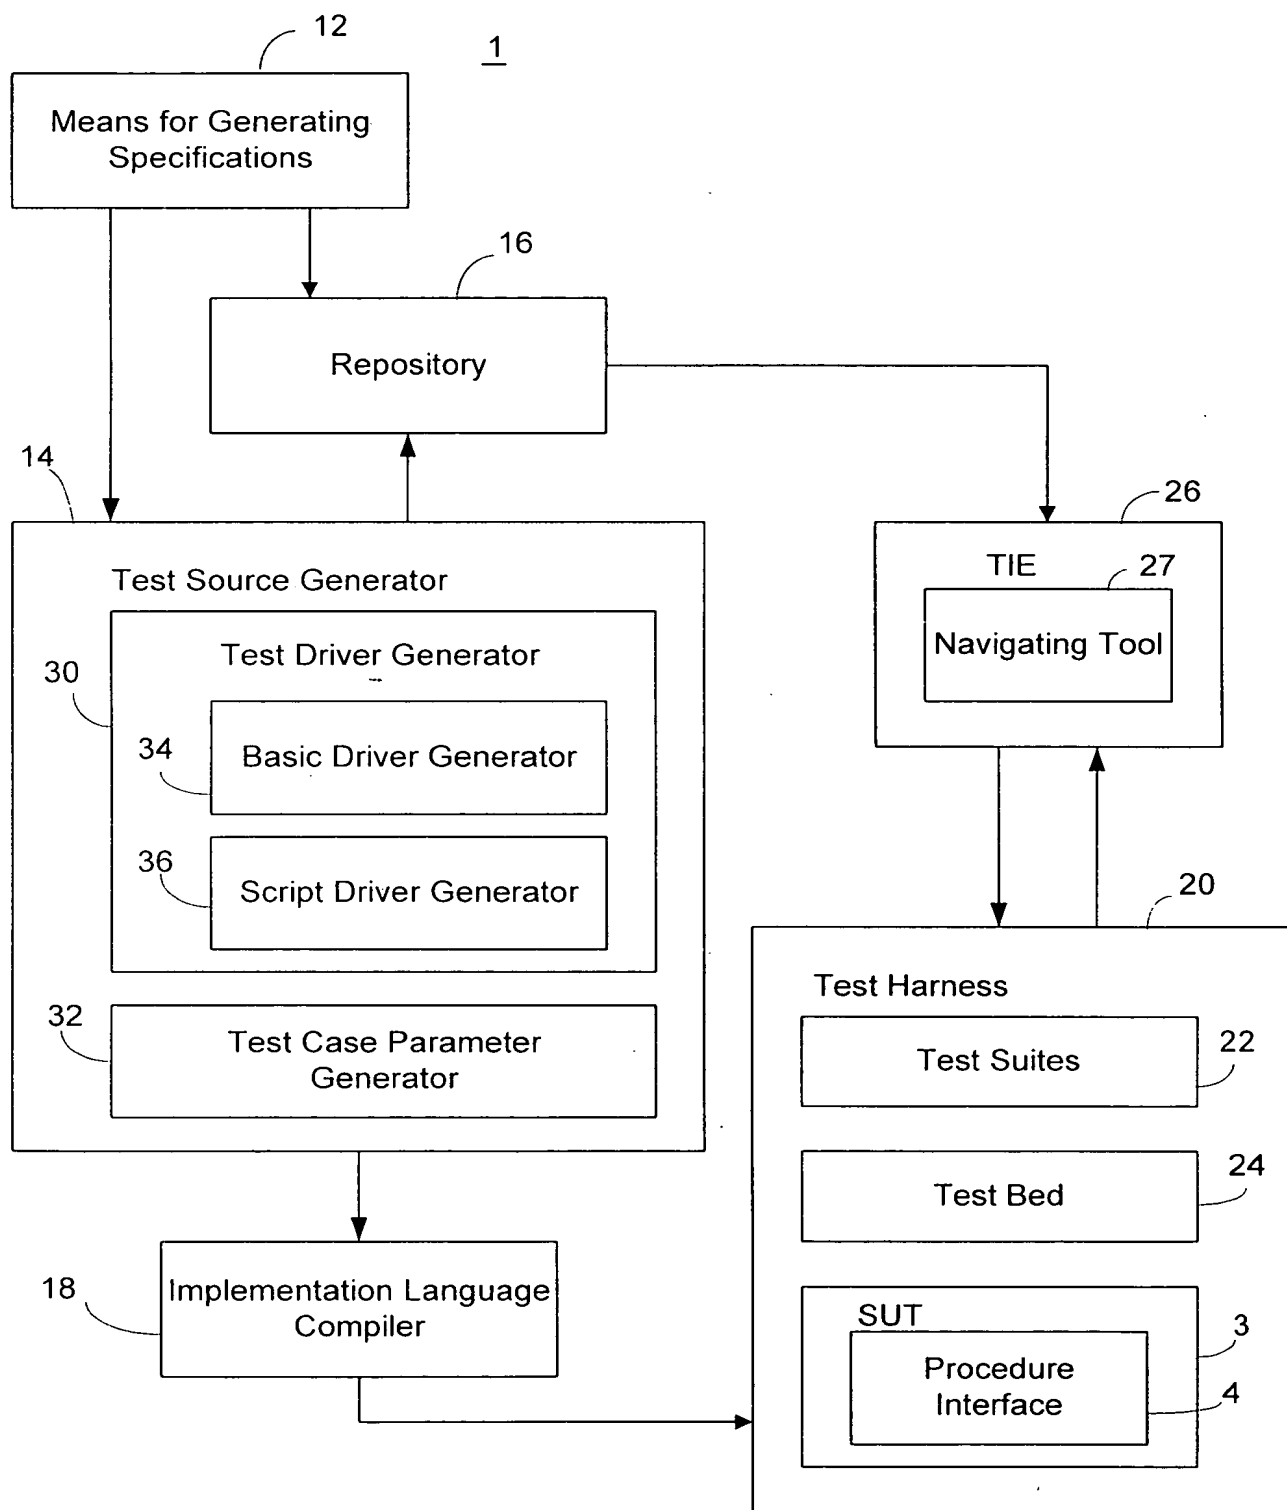 12
1
Means for Generating
Specifications
16
Repository
14
26
Test Source Generator
TIE
27
Navigating Tool
Test Driver Generator
30
34
Basic Driver Generator
36
Script Driver Generator
20
Test Harness
32
Test Case Parameter
Generator
Test Suites
22
Test Bed
24
18
Implementation Language
Compiler
SUT
3
Procedure
Interface
4